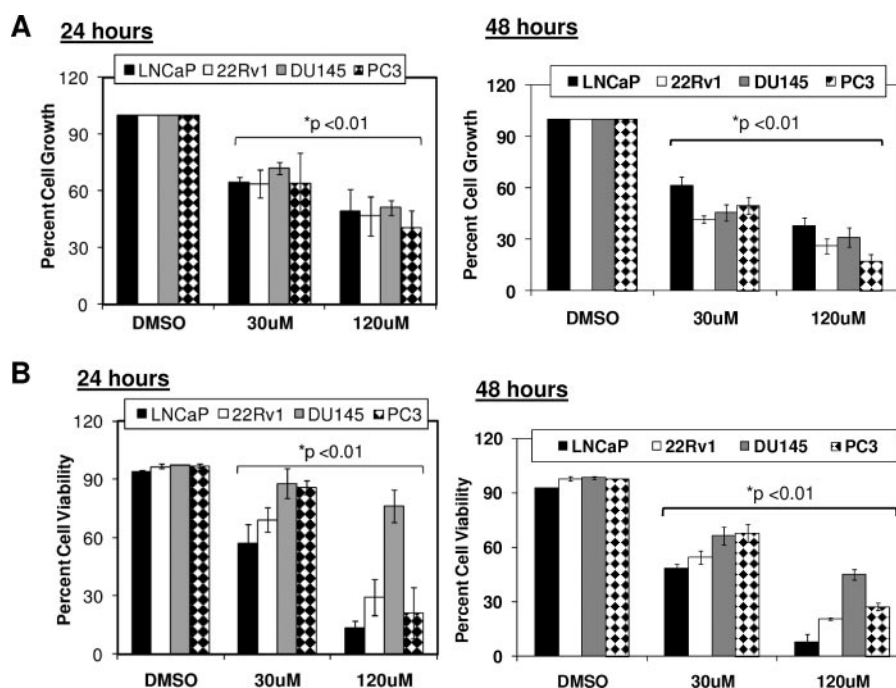 A
24 hours
LNCaP 22Rv1 DU145 PC3
120
90
60
30
0
Percent Cell Growth
*p <0.01
DMSO 30uM 120uM
48 hours
LNCaP 22Rv1 DU145 PC3
120
90
60
30
0
Percent Cell Growth
*p <0.01
DMSO 30uM 120uM
B
24 hours
LNCaP 22Rv1 DU145 PC3
120
90
60
30
0
Percent Cell Viability
*p <0.01
DMSO 30uM 120uM
48 hours
LNCaP 22Rv1 DU145 PC3
120
90
60
30
0
Percent Cell Viability
*p <0.01
DMSO 30uM 120uM